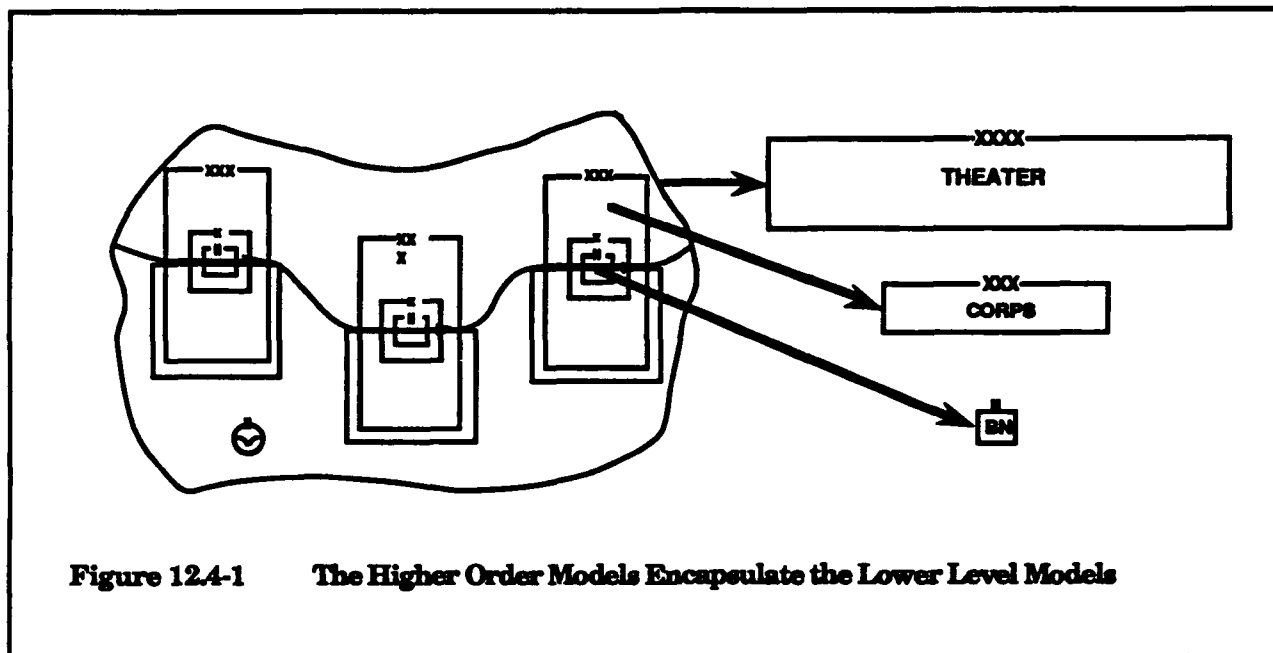 XXXX
THEATER
XXX
XXX
XX
X
X
X
X
XXX
CORPS
BN
Figure 12.4-1 The Higher Order Models Encapsulate the Lower Level Models